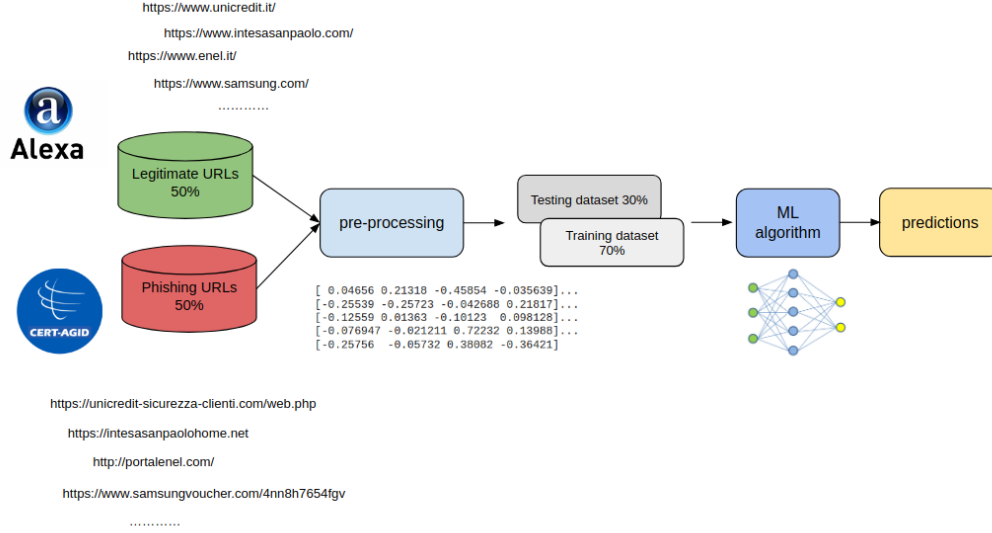 https://www.unicredit.it/
https://www.intesasanpaolo.com/
https://www.enel.it/
https://www.samsung.com/
…………
a
Alexa
Legitimate URLs
50%
Testing dataset 30%
pre-processing
Training dataset
70%
ML
algorithm
predictions
Phishing URLs
50%
CERT-AGID
[ 0.04656 0.21318 -0.45854 -0.035639]...
[-0.25539 -0.25723 -0.042688 0.21817]...
[-0.12559 0.01363 -0.10123  0.098128]...
[-0.076947 -0.021211 0.72232 0.13988]...
[-0.25756  -0.05732 0.38082 -0.36421]
https://unicredit-sicurezza-clienti.com/web.php
https://intesasanpaolohome.net
http://portalenel.com/
https://www.samsungvoucher.com/4nn8h7654fgv
…………